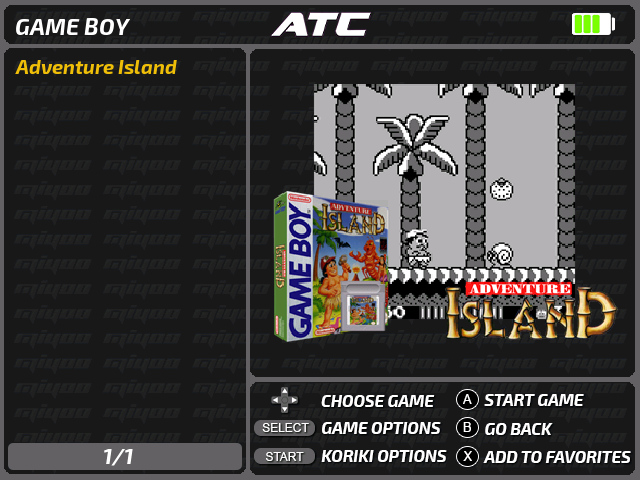 GAME BOY
ATC
Adventure Island
GAME BOY
ADVENTURE
ISLAND
ADVENTURE
ISLAND
1/1
CHOOSE GAME
A START GAME
SELECT GAME OPTIONS
B GO BACK
START KORIKI OPTIONS
X ADD TO FAVORITES